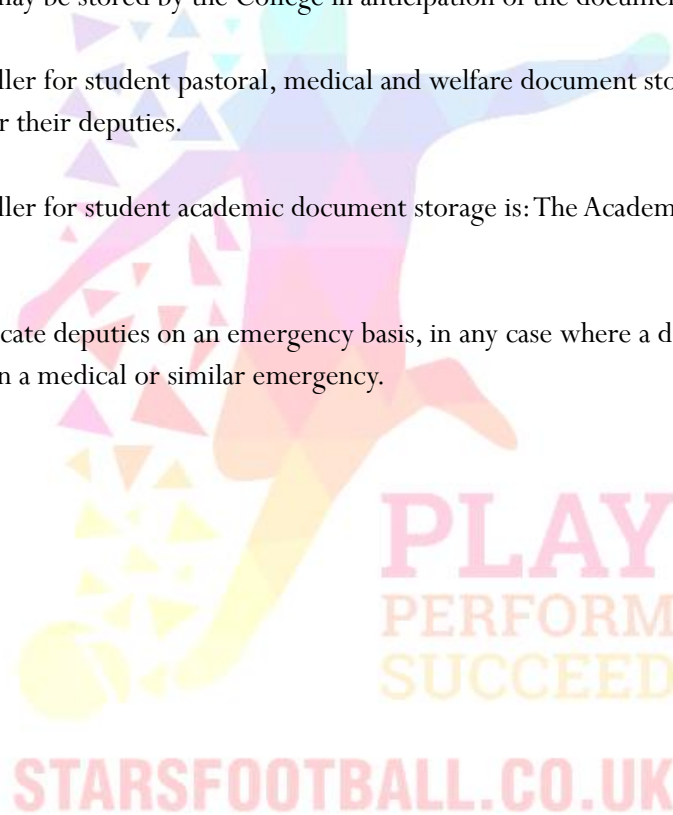 may be stored by the College in anticipation of the documen
ller for student pastoral, medical and welfare document sto
r their deputies.
ller for student academic document storage is: The Academ
cate deputies on an emergency basis, in any case where a d
n a medical or similar emergency.
PLAY
PERFORM
SUCCEED
STARSFOOTBALL.CO.UK